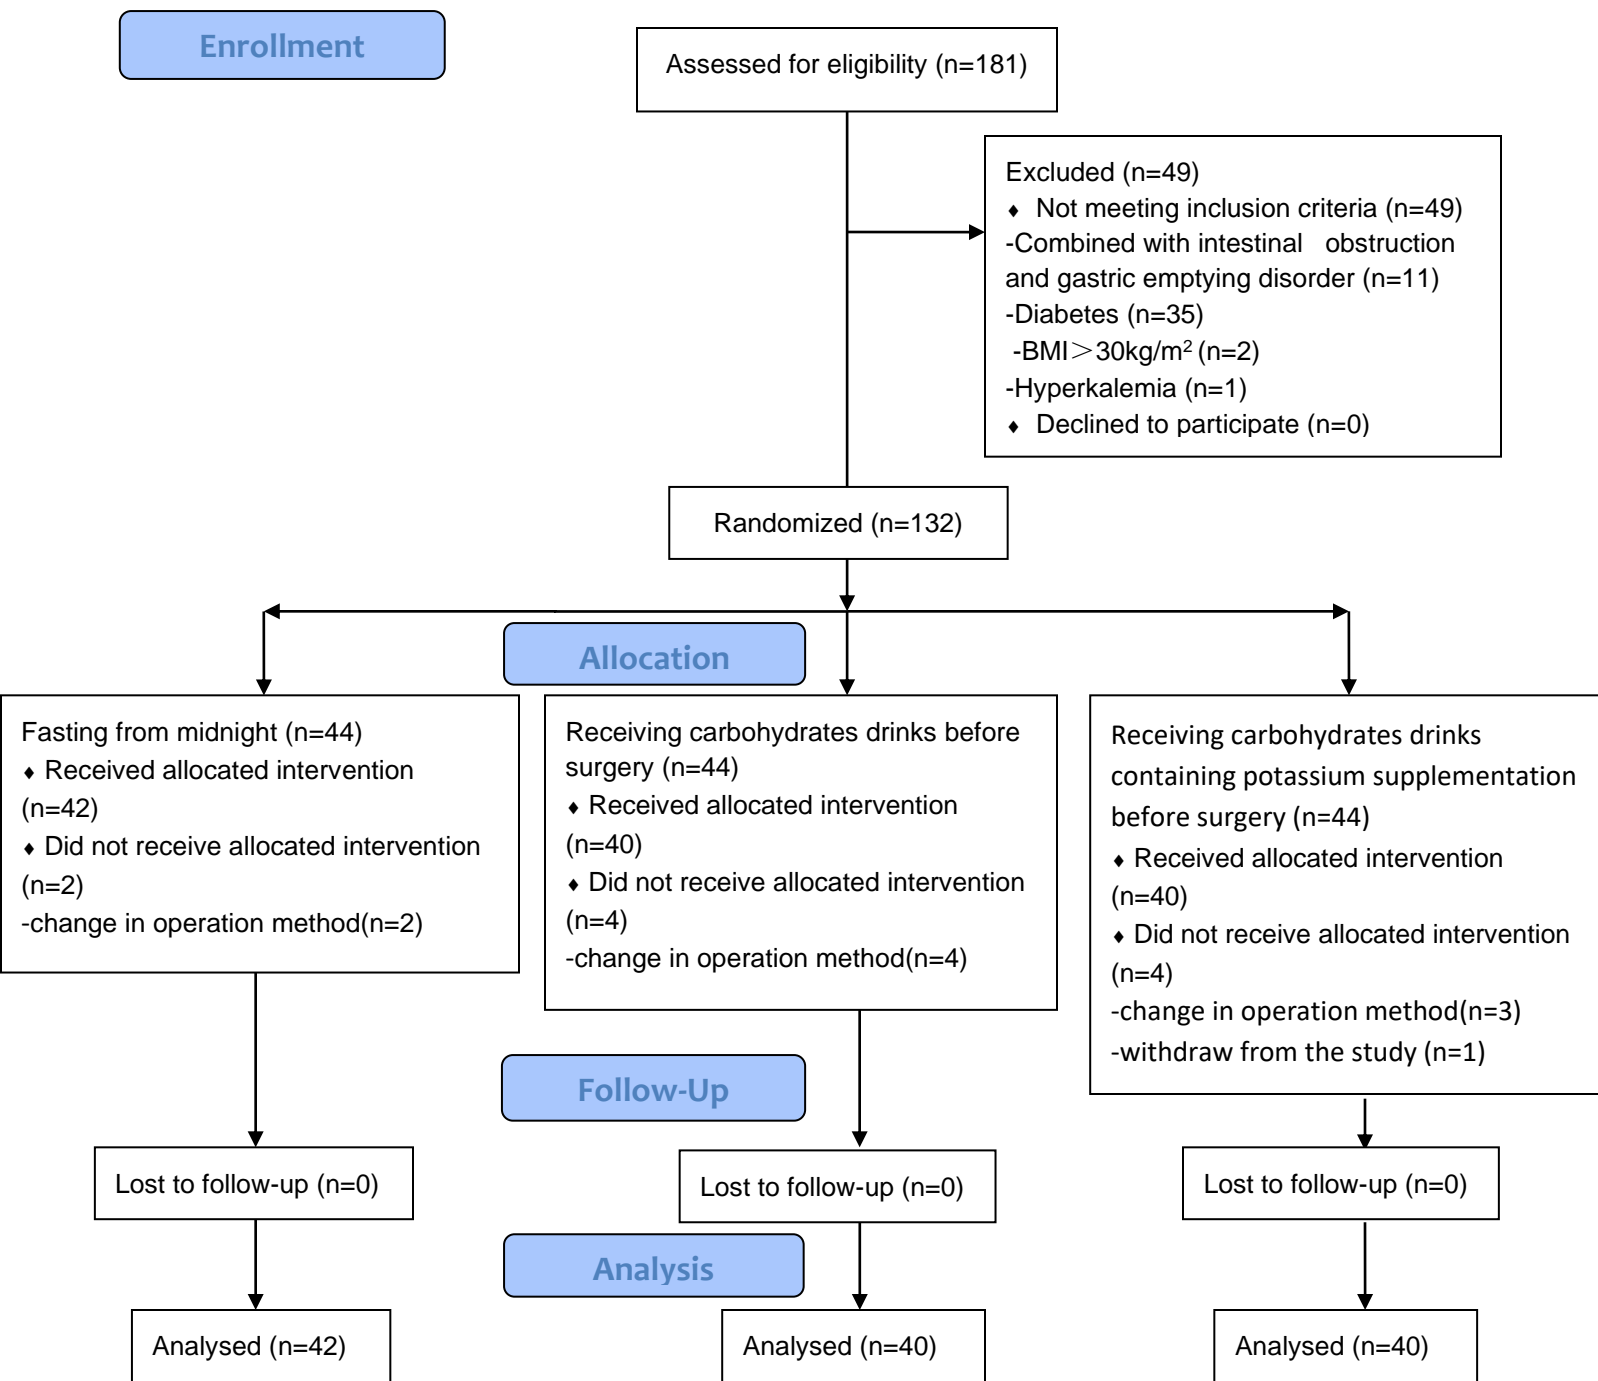 Enrollment
Assessed for eligibility (n=181)
Excluded (n=49)
♦ Not meeting inclusion criteria (n=49)
-Combined with intestinal obstruction
and gastric emptying disorder (n=11)
-Diabetes (n=35)
-BMI＞30kg/m² (n=2)
-Hyperkalemia (n=1)
♦ Declined to participate (n=0)
Randomized (n=132)
Allocation
Fasting from midnight (n=44)
♦ Received allocated intervention
(n=42)
♦ Did not receive allocated intervention
(n=2)
-change in operation method(n=2)
Receiving carbohydrates drinks before
surgery (n=44)
♦ Received allocated intervention
(n=40)
♦ Did not receive allocated intervention
(n=4)
-change in operation method(n=4)
Receiving carbohydrates drinks
containing potassium supplementation
before surgery (n=44)
♦ Received allocated intervention
(n=40)
♦ Did not receive allocated intervention
(n=4)
-change in operation method(n=3)
-withdraw from the study (n=1)
Follow-Up
Lost to follow-up (n=0)
Lost to follow-up (n=0)
Lost to follow-up (n=0)
Analysis
Analysed (n=42)
Analysed (n=40)
Analysed (n=40)